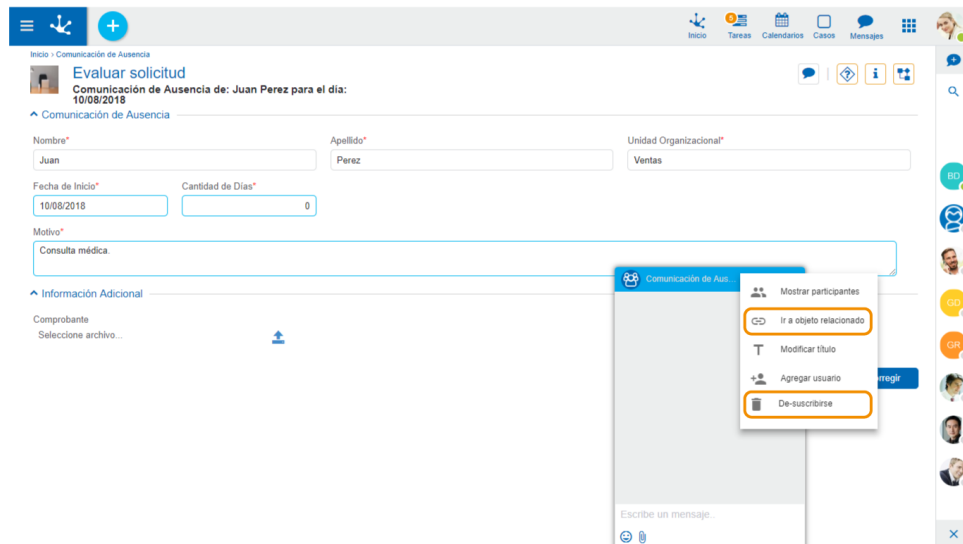 5
Inicio
Tareas
Calendarios
Casos
Mensajes
Inicio › Comunicación de Ausencia
Evaluar solicitud
Comunicación de Ausencia de: Juan Perez para el día:
10/08/2018
Comunicación de Ausencia
Nombre*
Apellido*
Unidad Organizacional*
Juan
Perez
Ventas
Fecha de Inicio*
Cantidad de Días*
10/08/2018
0
Motivo*
Consulta médica.
Información Adicional
Comprobante
Seleccione archivo...
Comunicación de Aus...
Mostrar participantes
Ir a objeto relacionado
Modificar título
Agregar usuario
De-suscribirse
rregir
Escribe un mensaje..
BD
GD
GR